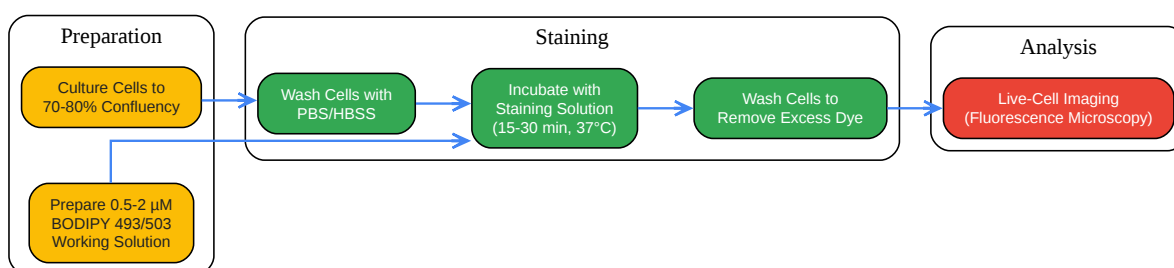 Preparation
Culture Cells to
70-80% Confluency
Prepare 0.5-2 µM
BODIPY 493/503
Working Solution
Staining
Wash Cells with
PBS/HBSS
Incubate with
Staining Solution
(15-30 min, 37°C)
Wash Cells to
Remove Excess Dye
Analysis
Live-Cell Imaging
(Fluorescence Microscopy)